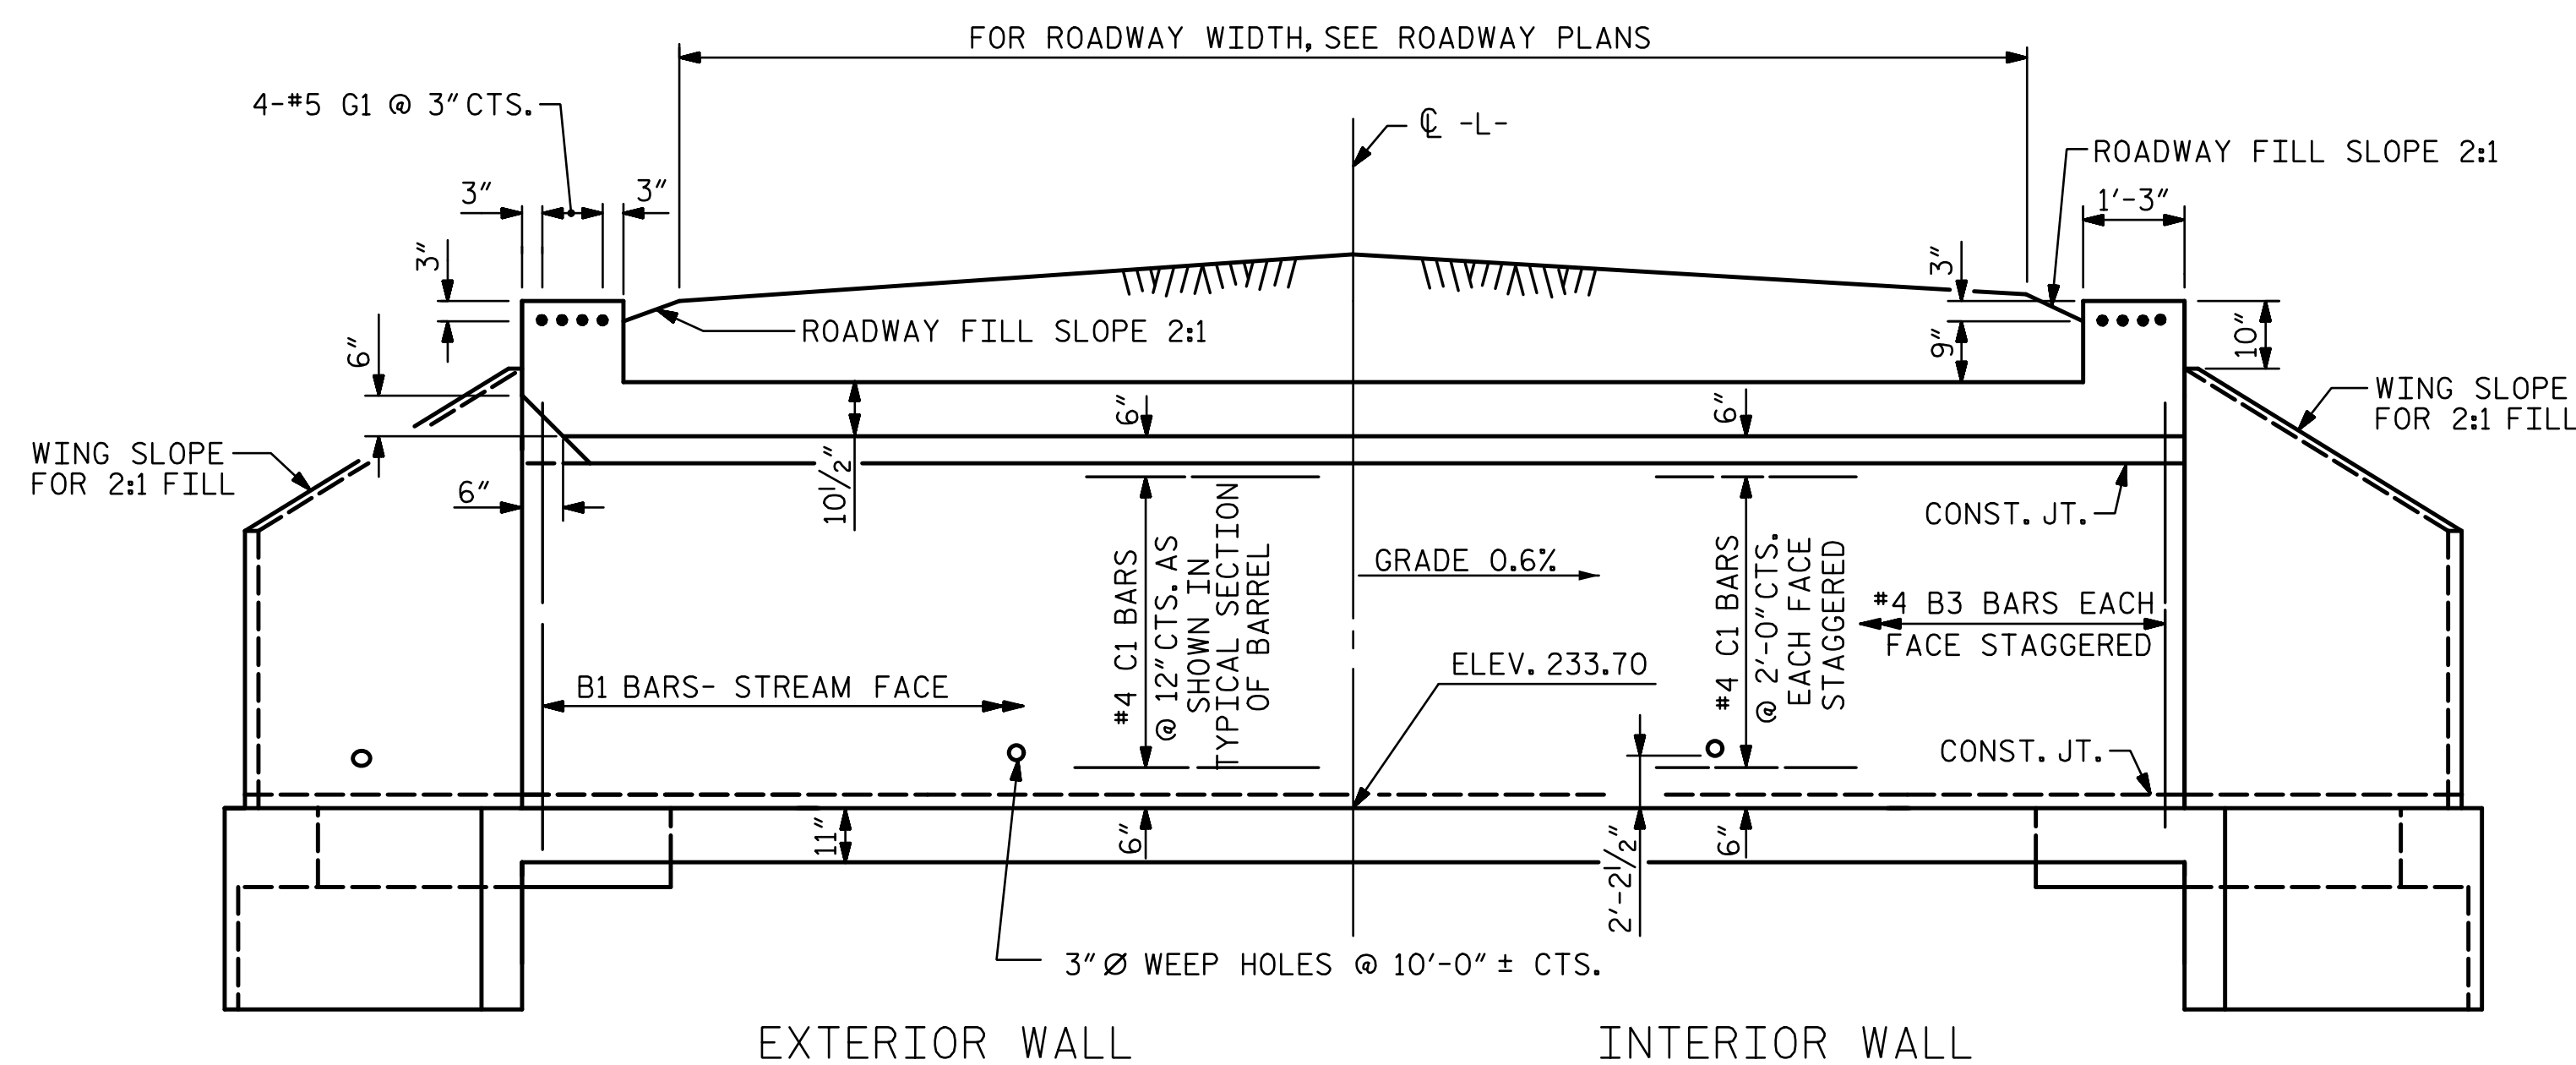 FOR ROADWAY WIDTH, SEE ROADWAY PLANS
4-#5 G1 @ 3" CTS.
℄ -L-
ROADWAY FILL SLOPE 2:1
3"
3"
1'-3"
3"
3"
ROADWAY FILL SLOPE 2:1
6"
9"
10"
WING SLOPE
FOR 2:1 FILL
6"
6"
WING SLOPE
FOR 2:1 FILL
6"
10½"
CONST. JT.
#4 C1 BARS
@ 12" CTS. AS
SHOWN IN
TYPICAL SECTION
OF BARREL
GRADE 0.6%
#4 C1 BARS
@ 2'-0" CTS.
EACH FACE
STAGGERED
#4 B3 BARS EACH
FACE STAGGERED
ELEV. 233.70
B1 BARS- STREAM FACE
CONST. JT.
11"
6"
2'-2½"
6"
3" Ø WEEP HOLES @ 10'-0" ± CTS.
EXTERIOR WALL
INTERIOR WALL